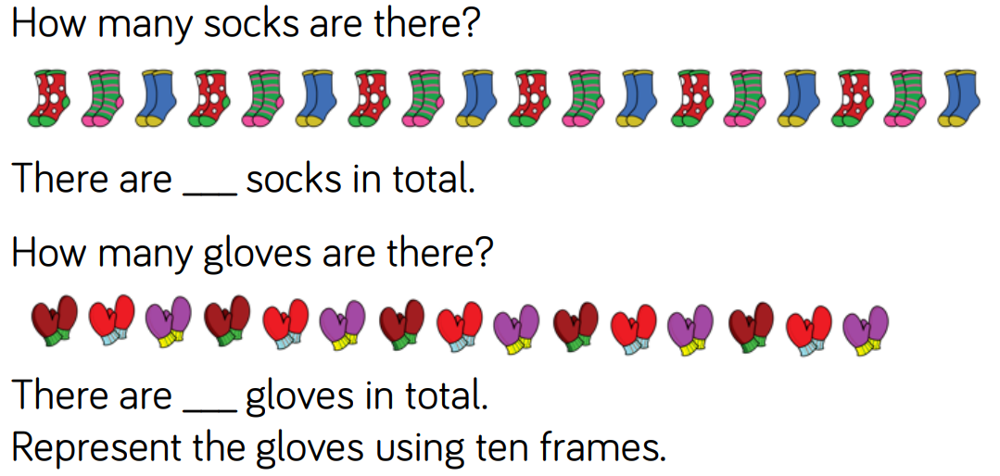 How many socks are there?
There are ___ socks in total.
How many gloves are there?
There are ___ gloves in total.
Represent the gloves using ten frames.